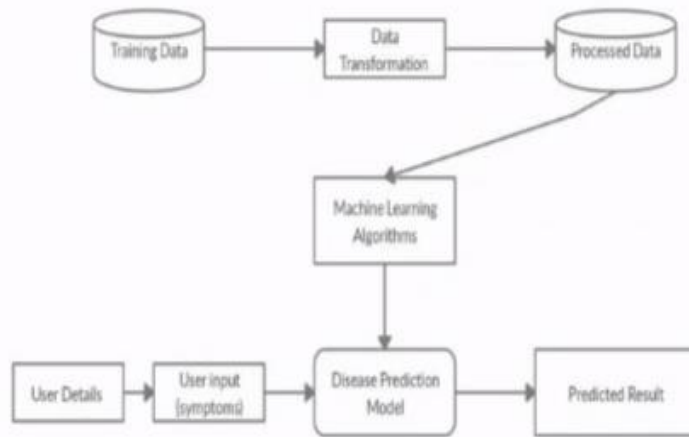 Training Data
Data
Transformation
Processed Data
Machine Learning
Algorithms
User Details
User input
(symptoms)
Disease Prediction
Model
Predicted Result